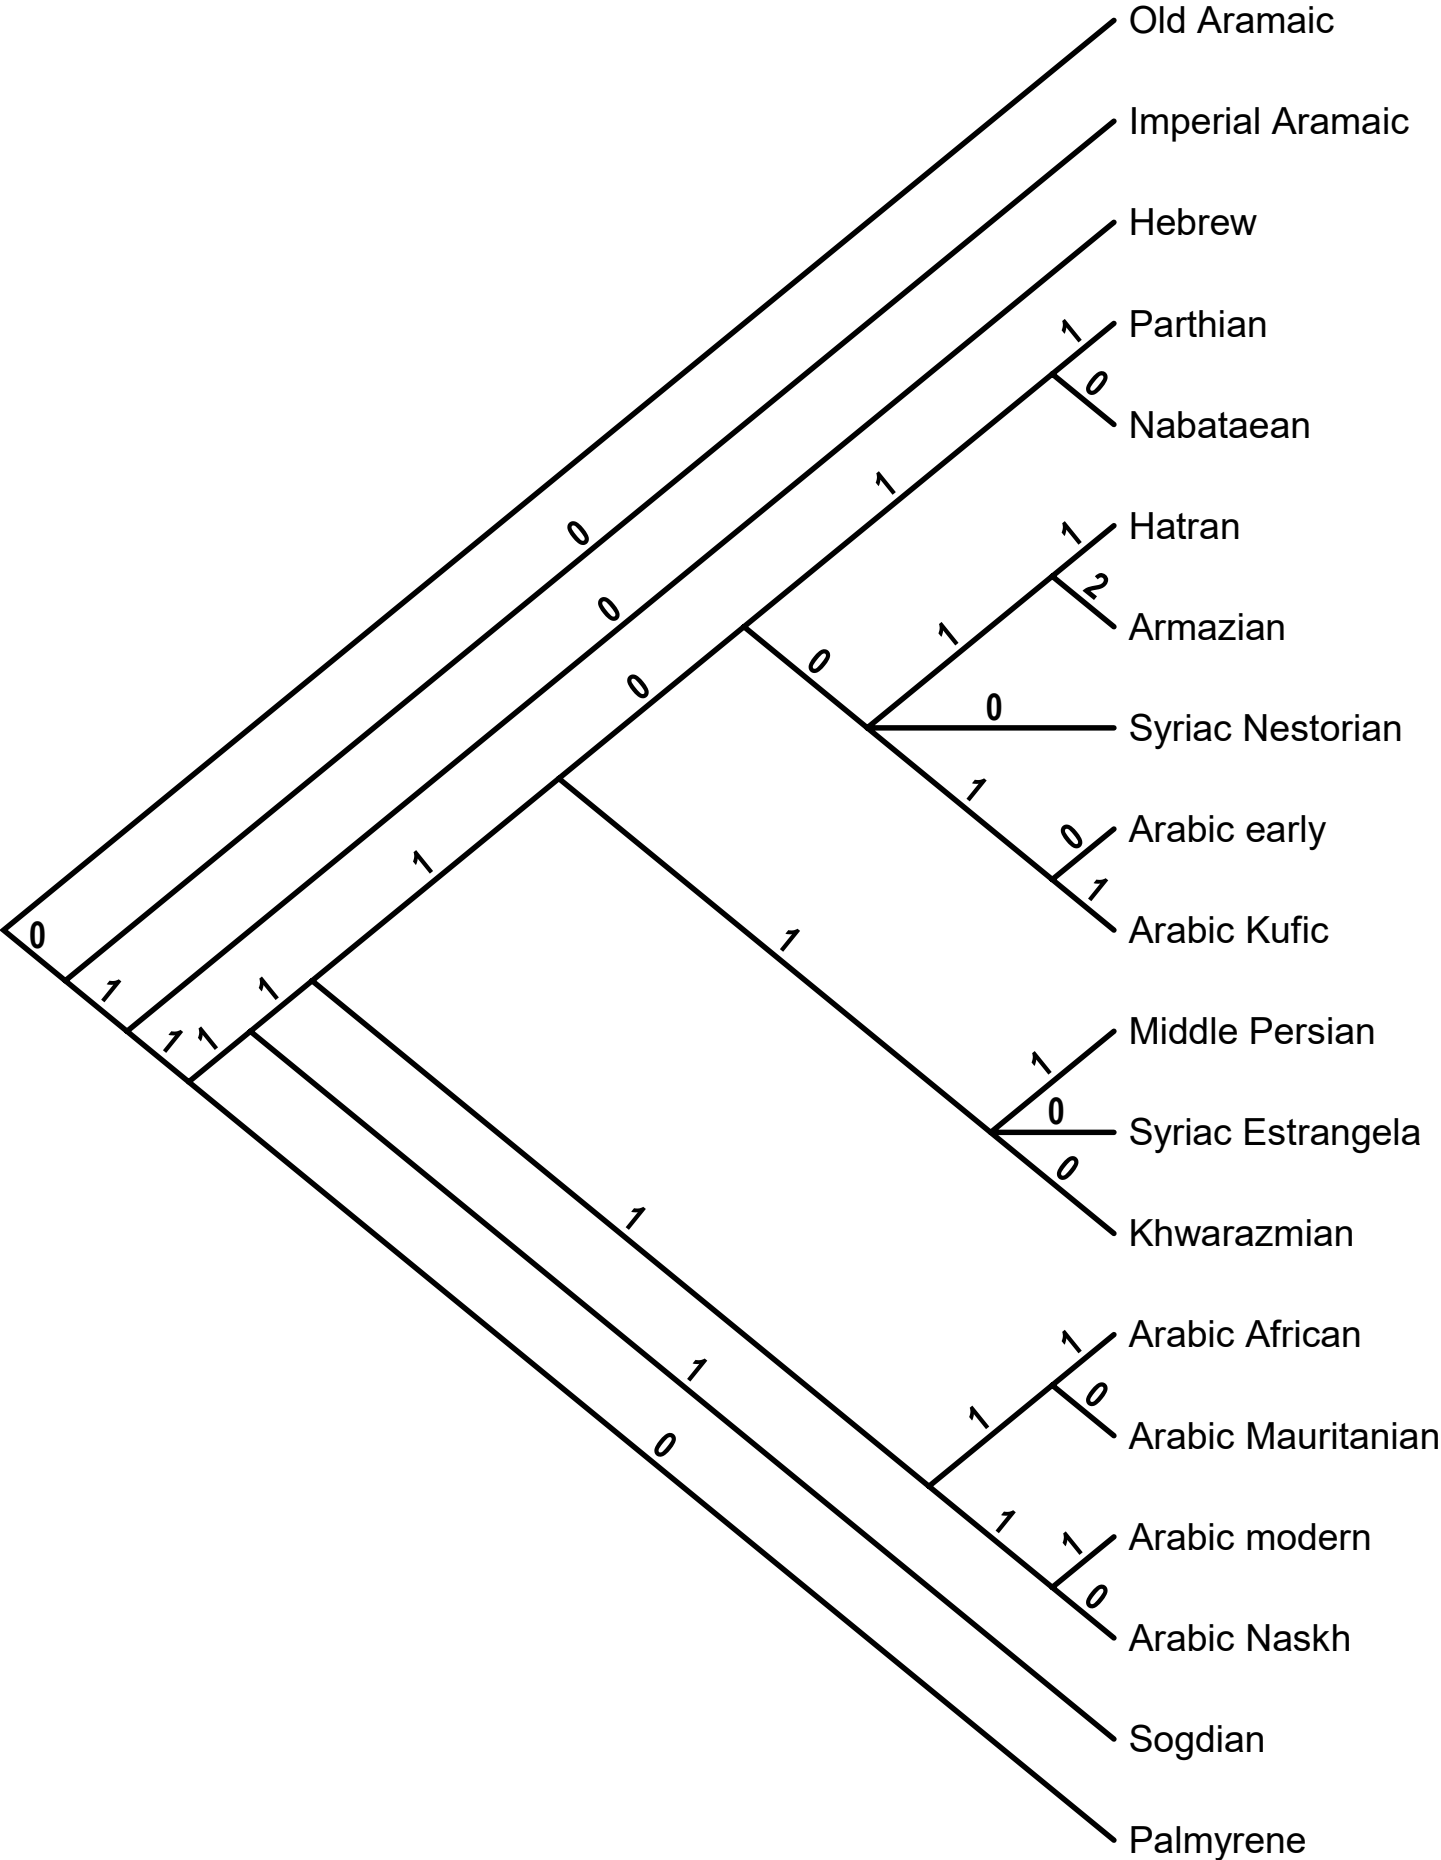 Old Aramaic
Imperial Aramaic
Hebrew
1 Parthian
0 Nabataean
1
1 Hatran
0
2 Armazian
0
1
0
0
0 Syriac Nestorian
1
0 Arabic early
1
1 Arabic Kufic
0
1
1
1
1 1
1 Middle Persian
0 Syriac Estrangela
0 Khwarazmian
1
1 Arabic African
1
0 Arabic Mauritanian
1
0
1
1 Arabic modern
0 Arabic Naskh
Sogdian
Palmyrene